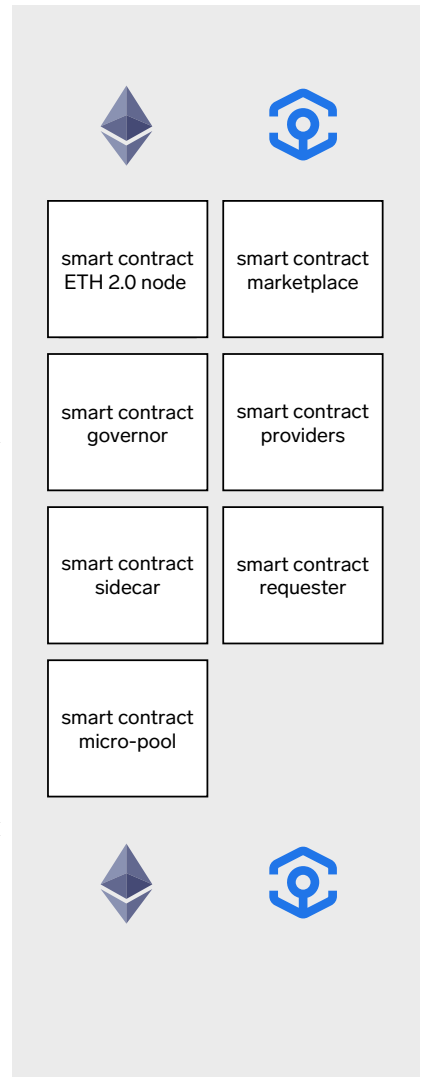 smart contract
ETH 2.0 node
smart contract
marketplace
smart contract
governor
smart contract
providers
smart contract
sidecar
smart contract
requester
smart contract
micro-pool